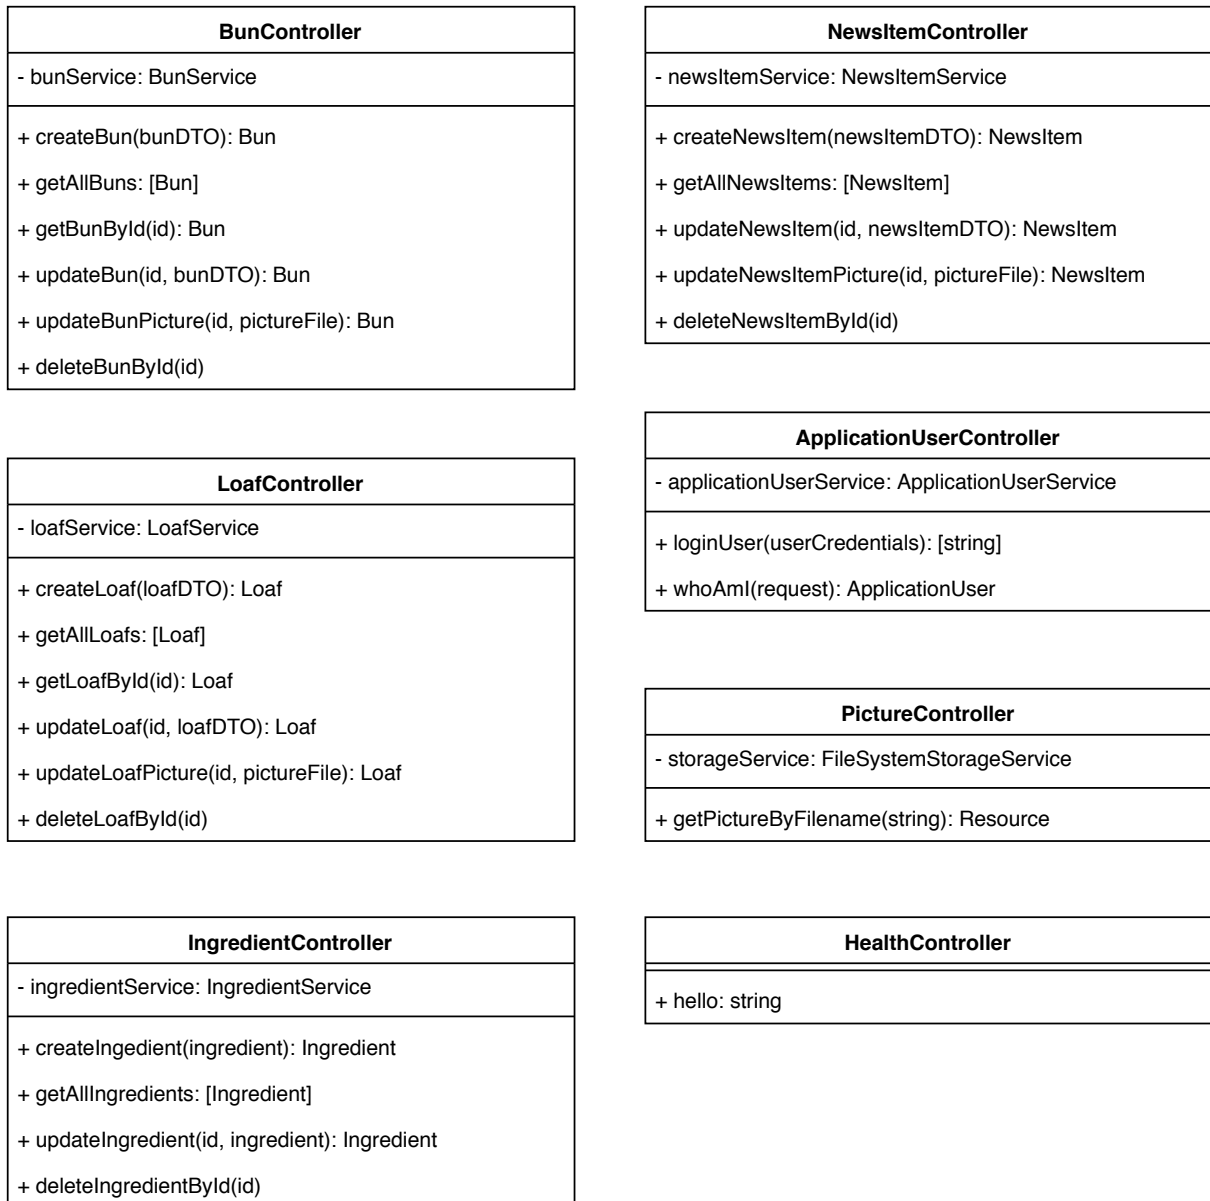 BunController
- bunService: BunService
+ createBun(bunDTO): Bun
+ getAllBuns: [Bun]
+ getBunById(id): Bun
+ updateBun(id, bunDTO): Bun
+ updateBunPicture(id, pictureFile): Bun
+ deleteBunById(id)
LoafController
- loafService: LoafService
+ createLoaf(loafDTO): Loaf
+ getAllLoafs: [Loaf]
+ getLoafById(id): Loaf
+ updateLoaf(id, loafDTO): Loaf
+ updateLoafPicture(id, pictureFile): Loaf
+ deleteLoafById(id)
IngredientController
- ingredientService: IngredientService
+ createIngedient(ingredient): Ingredient
+ getAllIngredients: [Ingredient]
+ updateIngredient(id, ingredient): Ingredient
+ deleteIngredientById(id)
NewsItemController
- newsItemService: NewsItemService
+ createNewsItem(newsItemDTO): NewsItem
+ getAllNewsItems: [NewsItem]
+ updateNewsItem(id, newsItemDTO): NewsItem
+ updateNewsItemPicture(id, pictureFile): NewsItem
+ deleteNewsItemById(id)
ApplicationUserController
- applicationUserService: ApplicationUserService
+ loginUser(userCredentials): [string]
+ whoAmI(request): ApplicationUser
PictureController
- storageService: FileSystemStorageService
+ getPictureByFilename(string): Resource
HealthController
+ hello: string